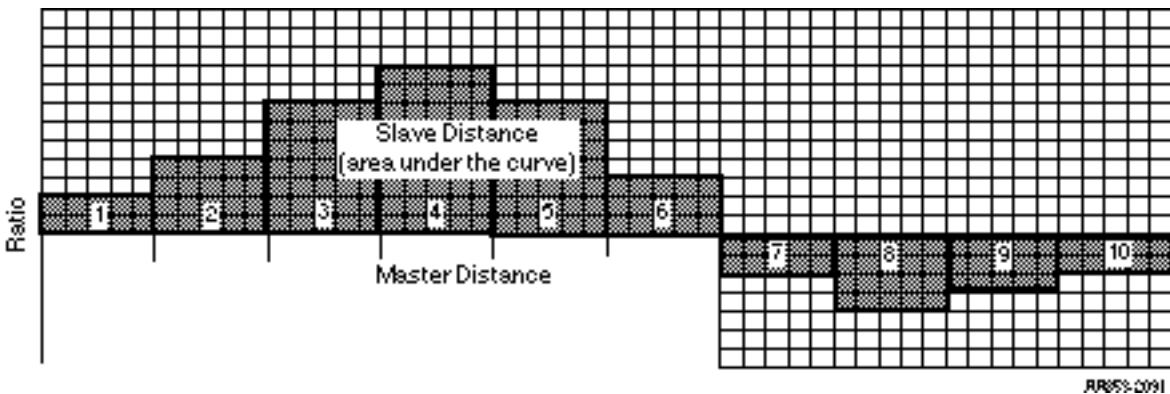 Slave Distance
(area under the curve)
1 2 3 4 5 6
7 8 9 10
Ratio
Master Distance